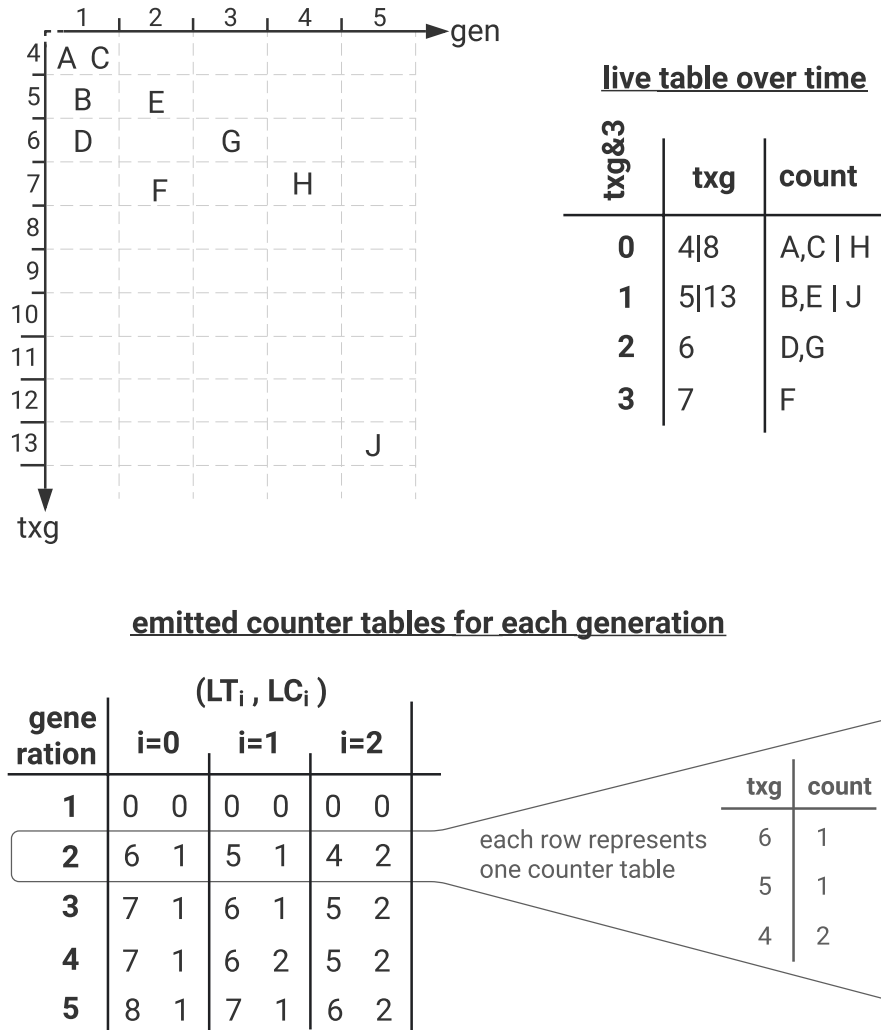 1 2 3 4 5 gen
4 A C
5 B E
6 D G
7 F H
8
9
10
11
12
13 J
txg
live table over time
txg&3 txg count
0 4|8 A,C | H
1 5|13 B,E | J
2 6 D,G
3 7 F
emitted counter tables for each generation
(LTi , LCi )
gene
ration i=0 i=1 i=2
1 0 0 0 0 0 0
2 6 1 5 1 4 2
3 7 1 6 1 5 2
4 7 1 6 2 5 2
5 8 1 7 1 6 2
each row represents
one counter table
txg count
6 1
5 1
4 2